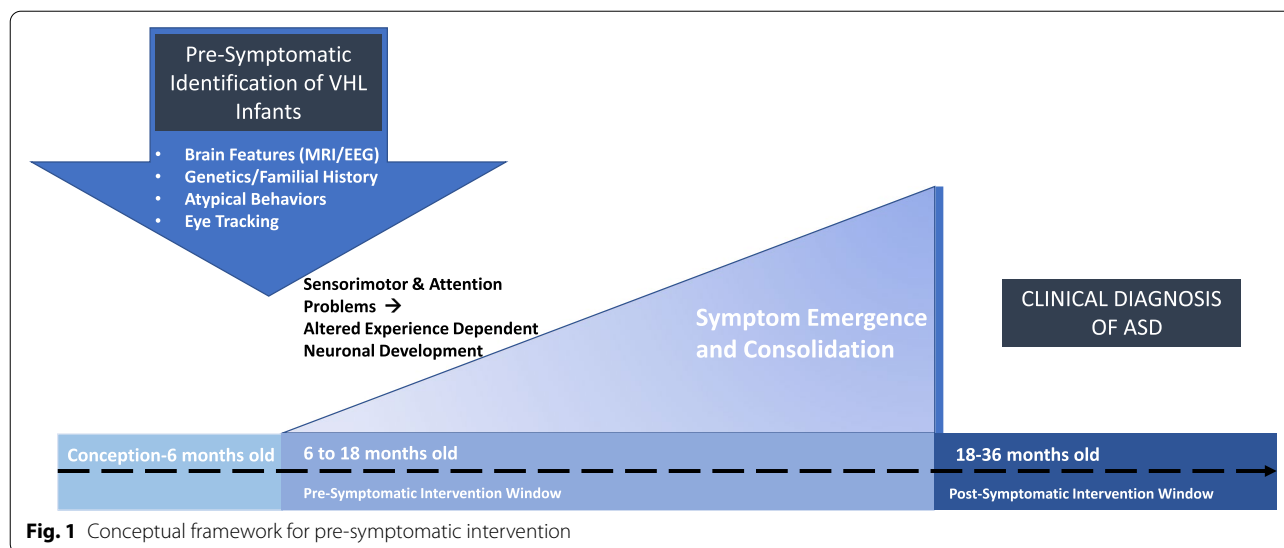 Pre-Symptomatic
Identification of VHL
Infants
• Brain Features (MRI/EEG)
• Genetics/Familial History
• Atypical Behaviors
• Eye Tracking
Sensorimotor & Attention
Problems →
Altered Experience Dependent
Neuronal Development
Symptom Emergence
and Consolidation
CLINICAL DIAGNOSIS
OF ASD
Conception-6 months old
6 to 18 months old
18-36 months old
Pre-Symptomatic Intervention Window
Post-Symptomatic Intervention Window
Fig. 1 Conceptual framework for pre-symptomatic intervention